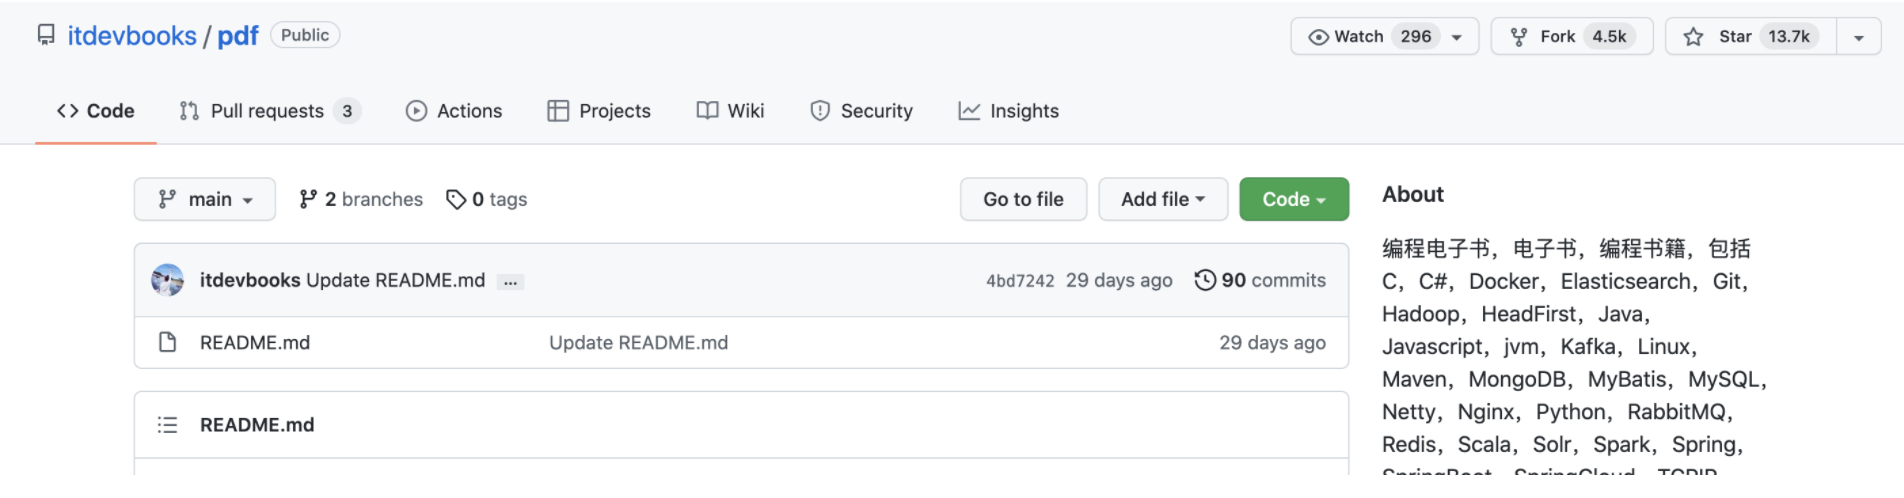 itdevbooks / pdf Public Watch 296 Fork 4.5k Star 13.7k
Code Pull requests 3 Actions Projects Wiki Security Insights
main 2 branches 0 tags Go to file Add file Code
About
itdevbooks Update README.md ... 4bd7242 29 days ago 90 commits
README.md Update README.md 29 days ago
README.md
编程电子书，电子书，编程书籍，包括
C，C#，Docker，Elasticsearch，Git，
Hadoop，HeadFirst，Java，
Javascript，jvm，Kafka，Linux，
Maven，MongoDB，MyBatis，MySQL，
Netty，Nginx，Python，RabbitMQ，
Redis，Scala，Solr，Spark，Spring，
SpringBoot，SpringCloud，TCPIP